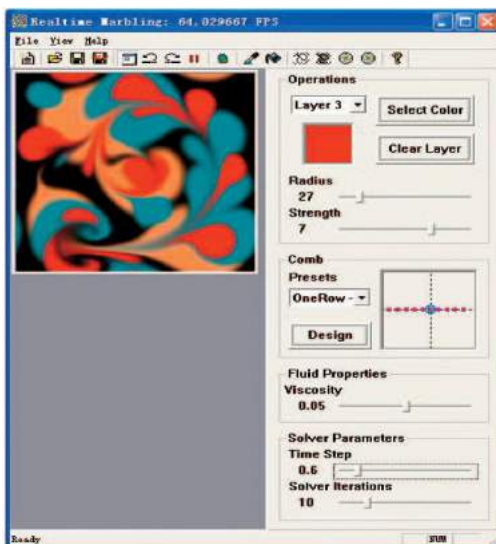 Realtime Marbling: 64.029667 FPS
File View Help
Operations
Layer 3
Select Color
Clear Layer
Radius
27
Strength
7
Comb
Presets
OneRow -
Design
Fluid Properties
Viscosity
0.05
Solver Parameters
Time Step
0.6
Solver Iterations
10
Ready
NUM